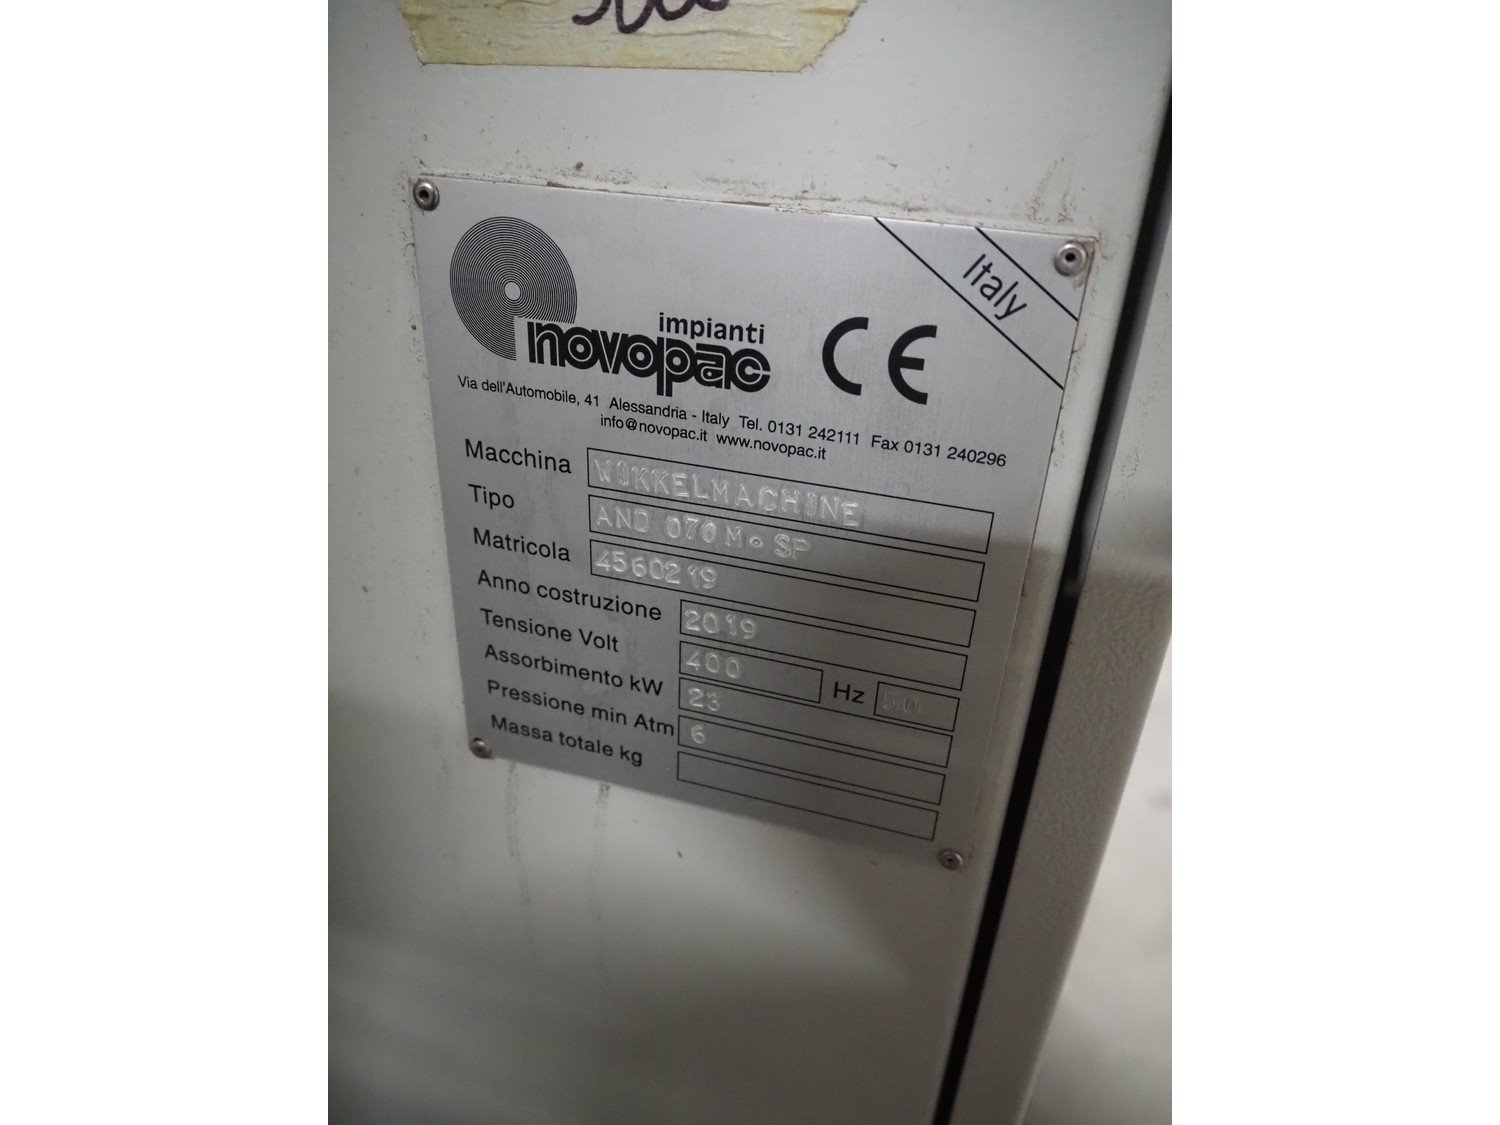 impianti
novopac
CE
Italy
Via dell'Automobile, 41 Alessandria - Italy Tel. 0131 242111 Fax 0131 240296
info@novopac.it www.novopac.it
Macchina WIKKELMACHINE
Tipo AND 070 M • SP
Matricola 4560219
Anno costruzione 2019
Tensione Volt 400 Hz 50
Assorbimento kW 23
Pressione min Atm 6
Massa totale kg